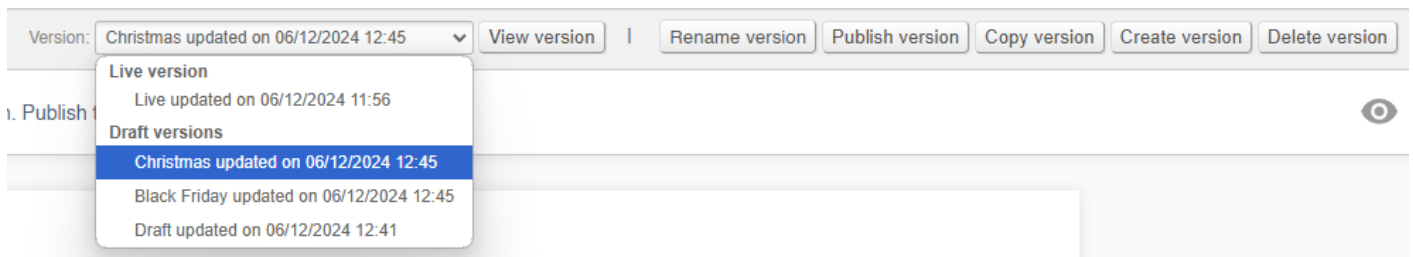 Version: Christmas updated on 06/12/2024 12:45 View version | Rename version Publish version Copy version Create version Delete version
Live version
Live updated on 06/12/2024 11:56
. Publish
Draft versions
Christmas updated on 06/12/2024 12:45
Black Friday updated on 06/12/2024 12:45
Draft updated on 06/12/2024 12:41